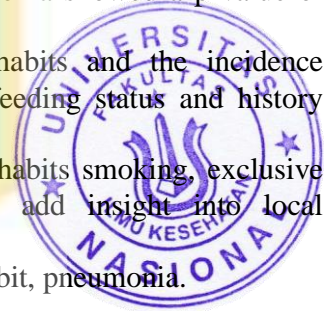 a showed a p
habits and the incidence
feeding status and history
habits smoking, exclusive
add insight into local
bit, pneumonia.
UNIVERSITAS
FAKULTAS
ILMU KESEHATAN
NASIONAL